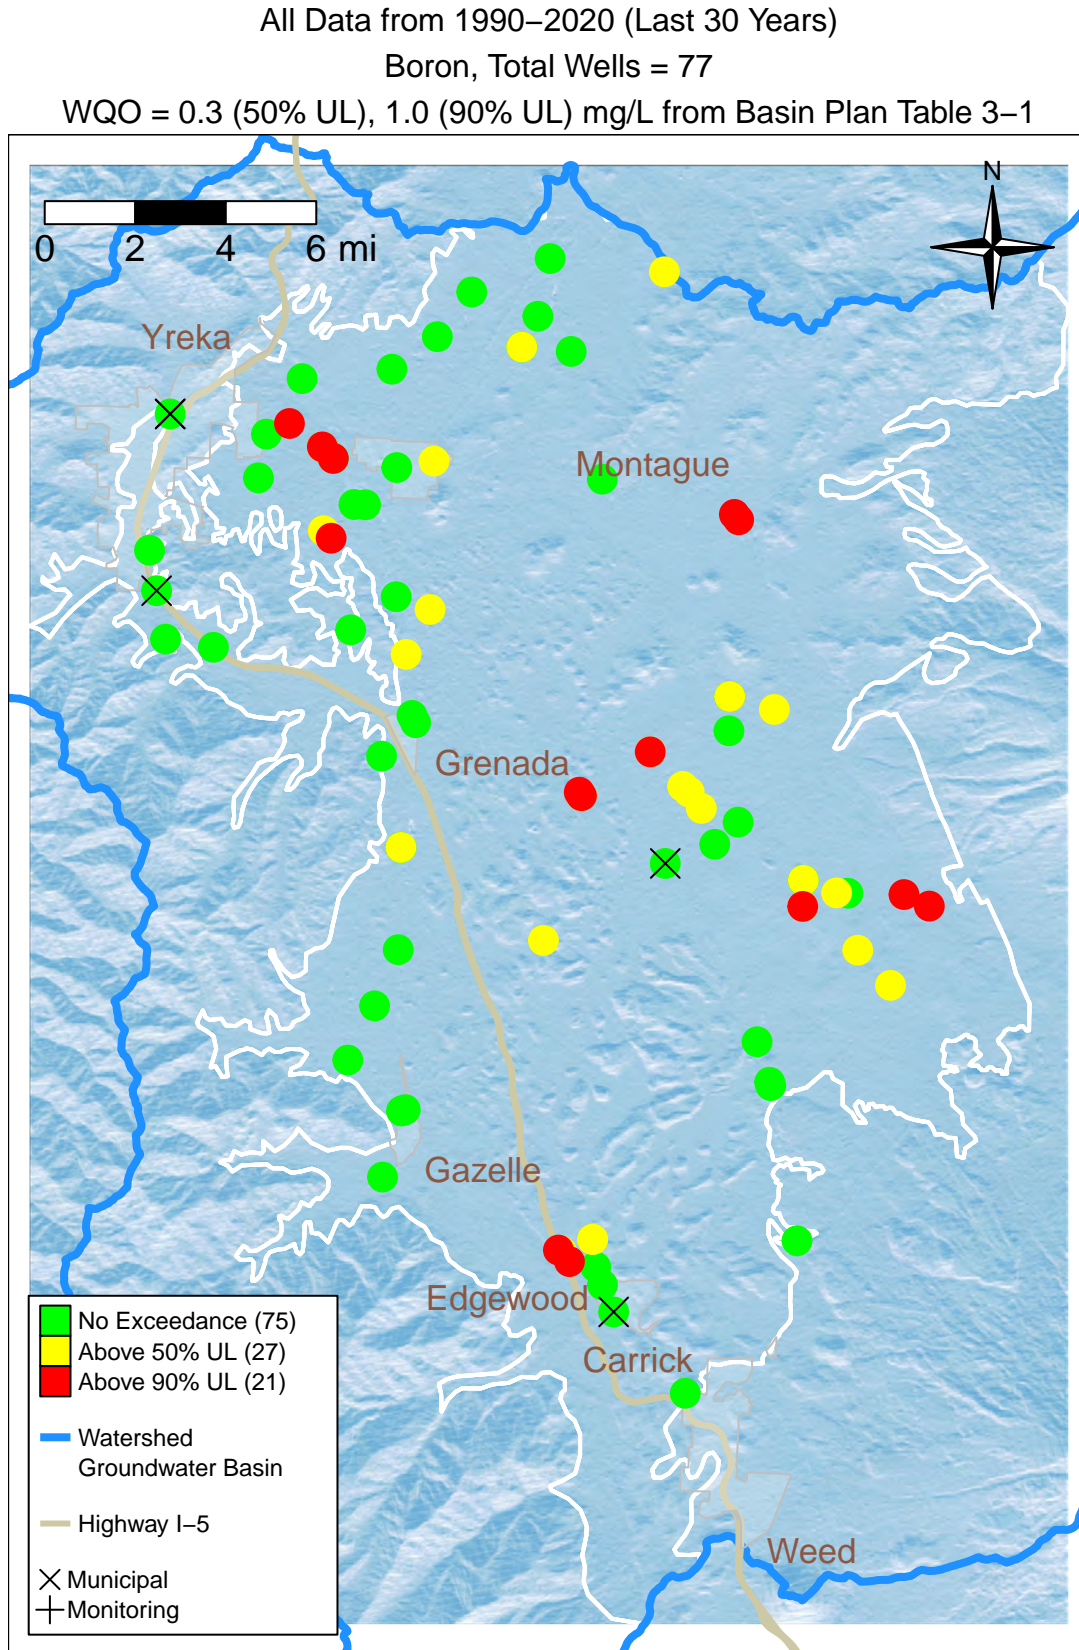 All Data from 1990–2020 (Last 30 Years)
Boron, Total Wells = 77
WQO = 0.3 (50% UL), 1.0 (90% UL) mg/L from Basin Plan Table 3–1
N
0 2 4 6 mi
Yreka
Montague
Grenada
Gazelle
Edgewood
Carrick
Weed
No Exceedance (75)
Above 50% UL (27)
Above 90% UL (21)
Watershed
Groundwater Basin
Highway I–5
Municipal
Monitoring